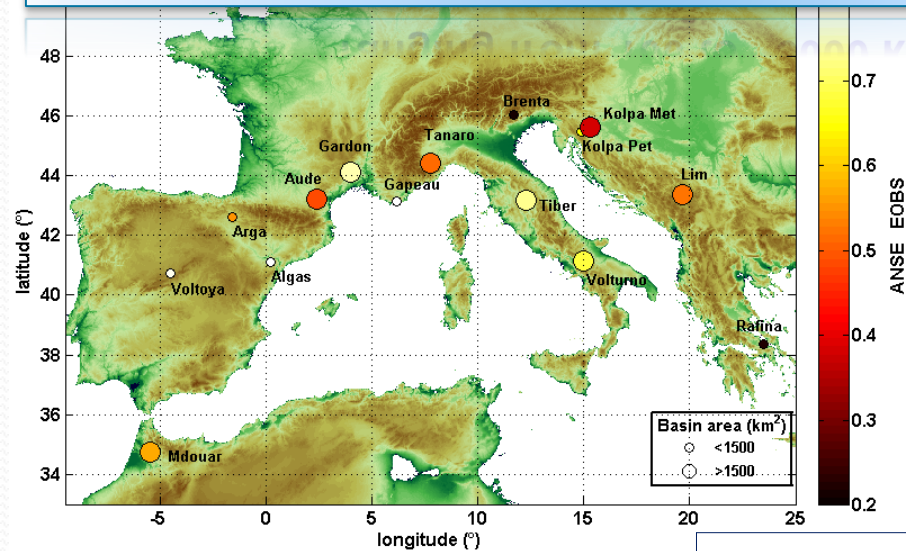 48
46
44
42
40
38
36
34
latitude (°)
-5
0
5
10
15
20
25
longitude (°)
Brenta
Kolpa Met
Kolpa Pet
Tanaro
Gardon
Aude
Gapeau
Lim
Tiber
Arga
Algas
Voltoya
Volturno
Rafina
Mdouar
Basin area (km²)
<1500
>1500
0.7
0.6
0.5
0.4
0.3
0.2
ANSE EOBS